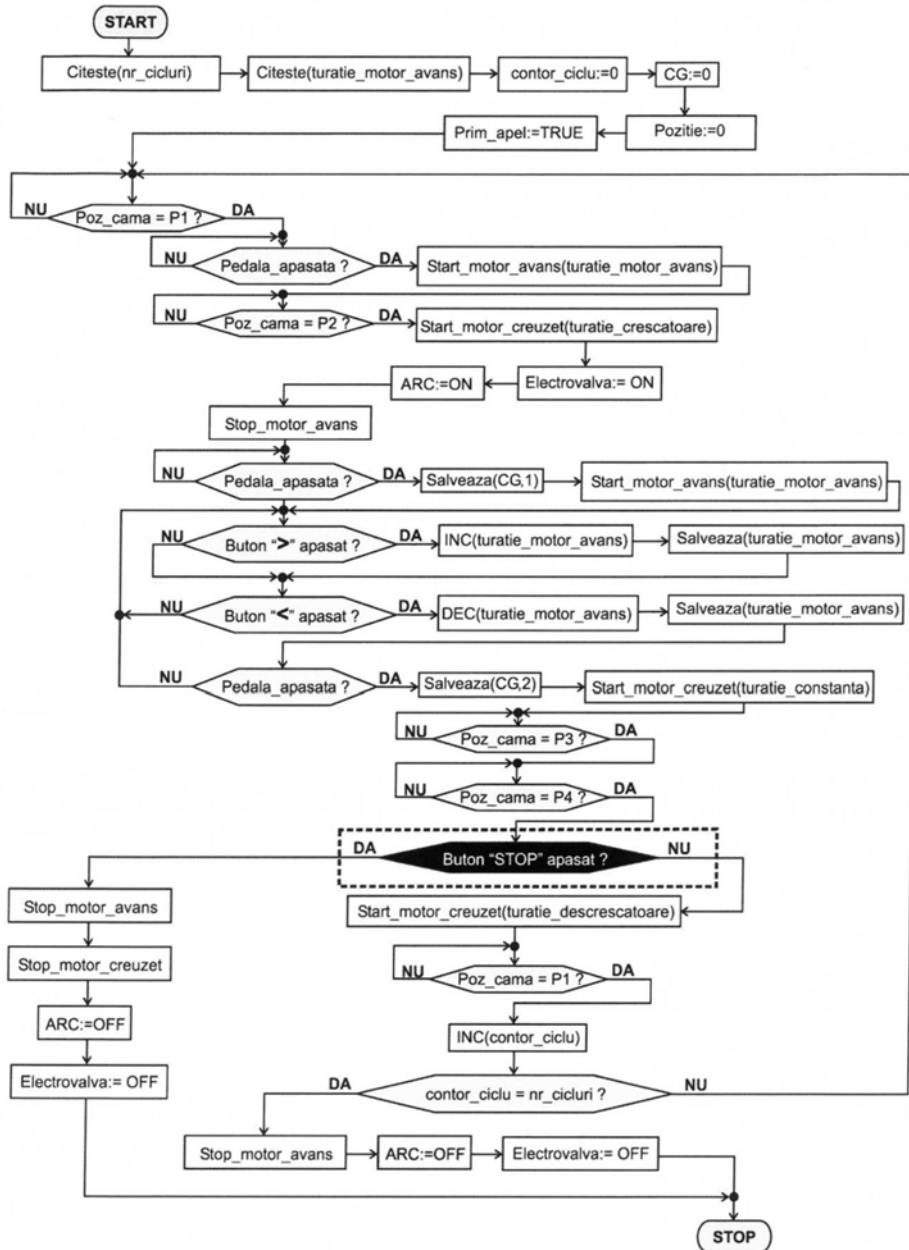 START
Citeste(nr_cicluri)
Citeste(turatie_motor_avans)
contor_ciclu:=0
CG:=0
Prim_apel:=TRUE
Pozitie:=0
NU
Poz_cama = P1 ?
DA
NU
Pedala_apasata ?
DA
Start_motor_avans(turatie_motor_avans)
NU
Poz_cama = P2 ?
DA
Start_motor_creuzet(turatie_crescatoare)
ARC:=ON
Electrovalva:= ON
Stop_motor_avans
NU
Pedala_apasata ?
DA
Salveaza(CG,1)
Start_motor_avans(turatie_motor_avans)
NU
Buton ">" apasat ?
DA
INC(turatie_motor_avans)
Salveaza(turatie_motor_avans)
NU
Buton "<" apasat ?
DA
DEC(turatie_motor_avans)
Salveaza(turatie_motor_avans)
NU
Pedala_apasata ?
DA
Salveaza(CG,2)
Start_motor_creuzet(turatie_constanta)
NU
Poz_cama = P3 ?
DA
NU
Poz_cama = P4 ?
DA
DA
Buton "STOP" apasat ?
NU
Stop_motor_avans
Start_motor_creuzet(turatie_descrescatoare)
Stop_motor_creuzet
NU
Poz_cama = P1 ?
DA
ARC:=OFF
INC(contor_ciclu)
Electrovalva:= OFF
DA
contor_ciclu = nr_cicluri ?
NU
Stop_motor_avans
ARC:=OFF
Electrovalva:= OFF
STOP